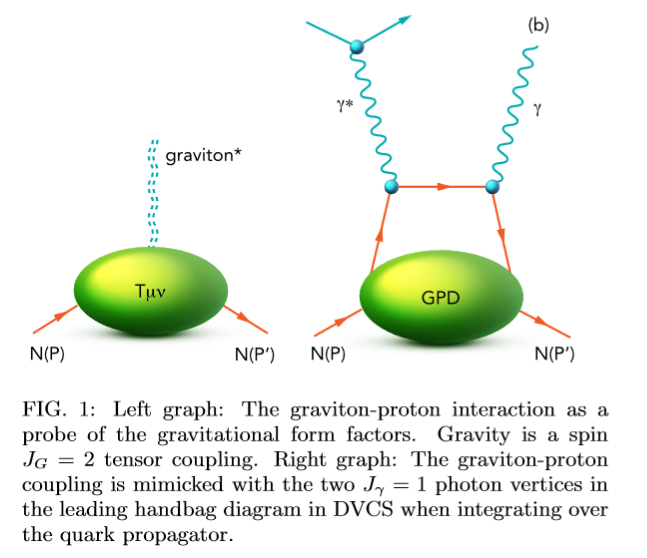 (b)
γ*
γ
graviton*
Tμν
GPD
N(P)
N(P')
N(P)
N(P')
FIG. 1: Left graph: The graviton-proton interaction as a
probe of the gravitational form factors. Gravity is a spin
J_G = 2 tensor coupling. Right graph: The graviton-proton
coupling is mimicked with the two J_γ = 1 photon vertices in
the leading handbag diagram in DVCS when integrating over
the quark propagator.